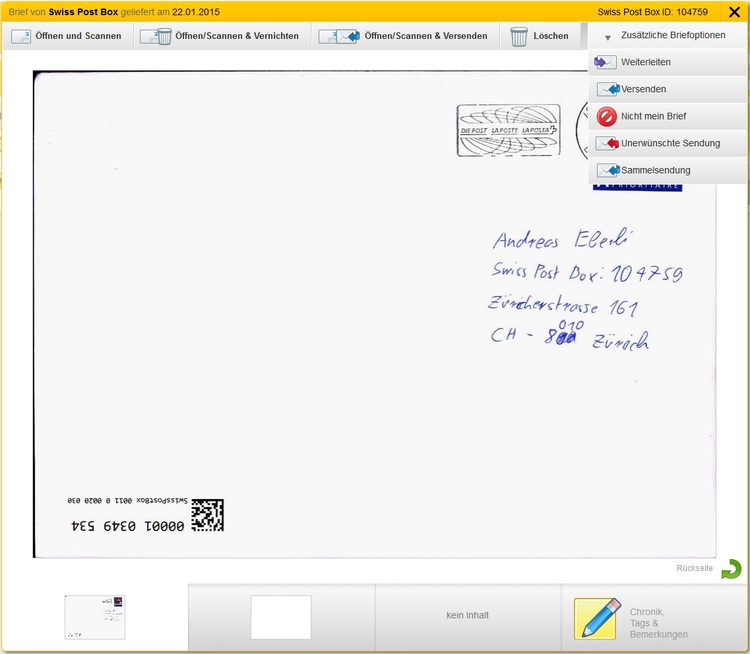 Brief von Swiss Post Box geliefert am 22.01.2015
Swiss Post Box ID: 104759
Öffnen und Scannen
Öffnen/Scannen & Vernichten
Öffnen/Scannen & Versenden
Löschen
Zusätzliche Briefoptionen
Weiterleiten
Versenden
Nicht mein Brief
Unerwünschte Sendung
Sammelsendung
DIE POST LA POSTE LA POSTA
PRIORITAIRE
Andreas Eberli
Swiss Post Box: 104759
Zürcherstrasse 161
010
CH - 8 Zürich
SwissPostBox 0011 0 0020 030
00001 0349 534
Rückseite
kein Inhalt
Chronik,
Tags &
Bemerkungen